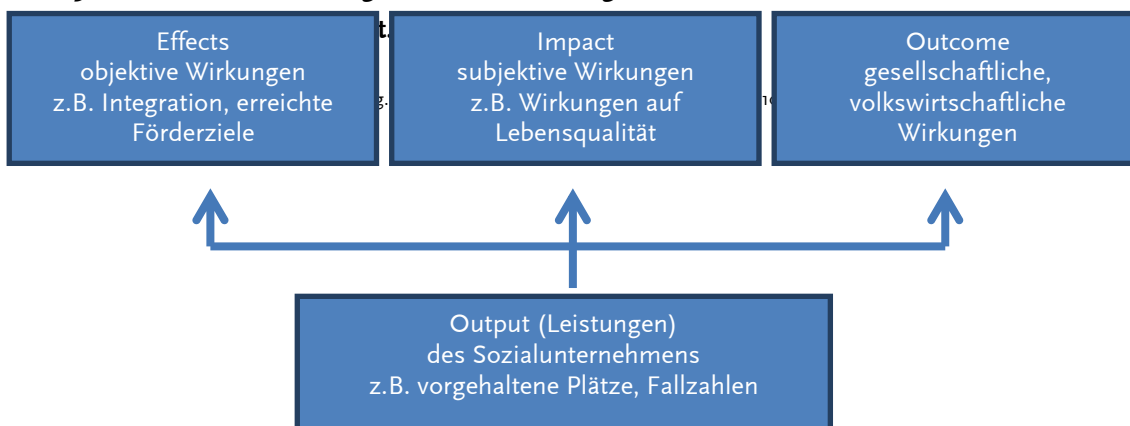 t.
Effects
objektive Wirkungen
z.B. Integration, erreichte
Förderziele
g.
Impact
subjektive Wirkungen
z.B. Wirkungen auf
Lebensqualität
Outcome
gesellschaftliche,
volkswirtschaftliche
Wirkungen
Output (Leistungen)
des Sozialunternehmens
z.B. vorgehaltene Plätze, Fallzahlen